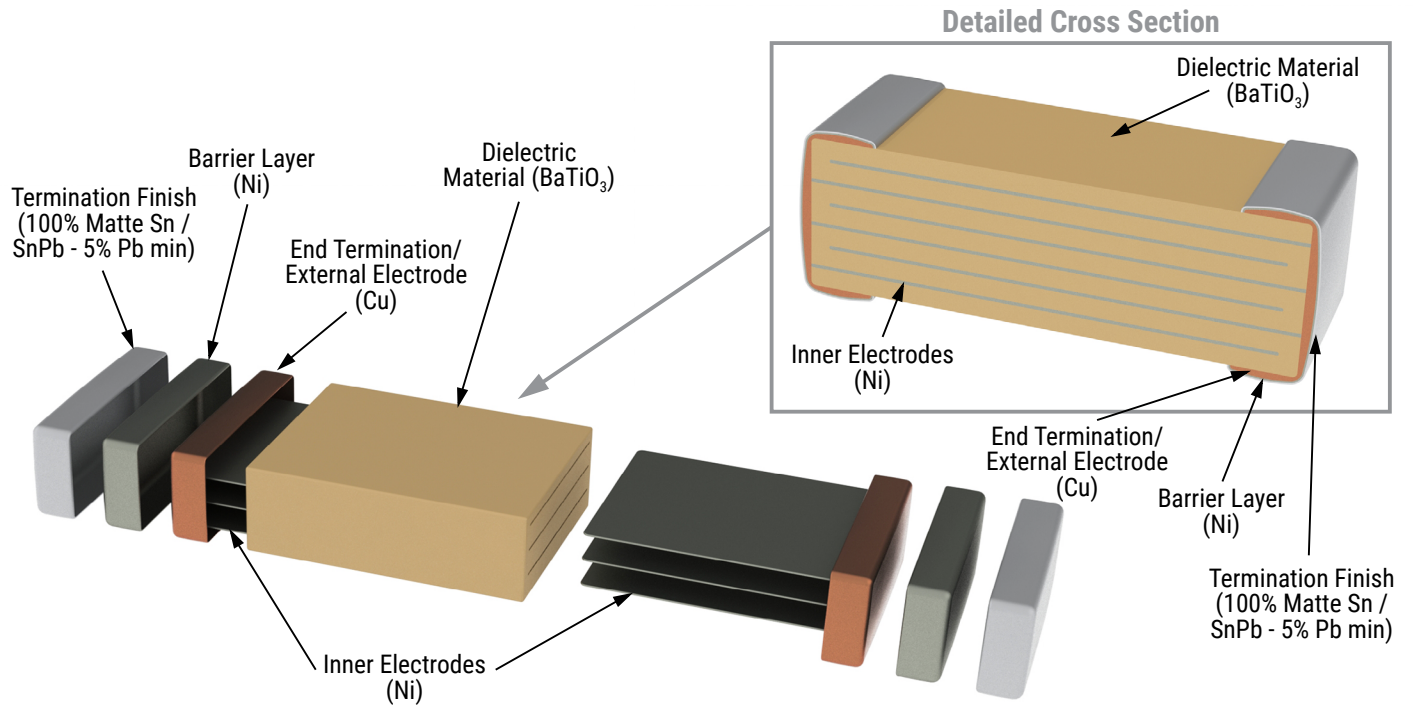 Detailed Cross Section
Dielectric Material
(BaTiO₃)
Inner Electrodes
(Ni)
End Termination/
External Electrode
(Cu)
Barrier Layer
(Ni)
Termination Finish
(100% Matte Sn /
SnPb - 5% Pb min)
Termination Finish
(100% Matte Sn /
SnPb - 5% Pb min)
Barrier Layer
(Ni)
End Termination/
External Electrode
(Cu)
Dielectric
Material (BaTiO₃)
Inner Electrodes
(Ni)